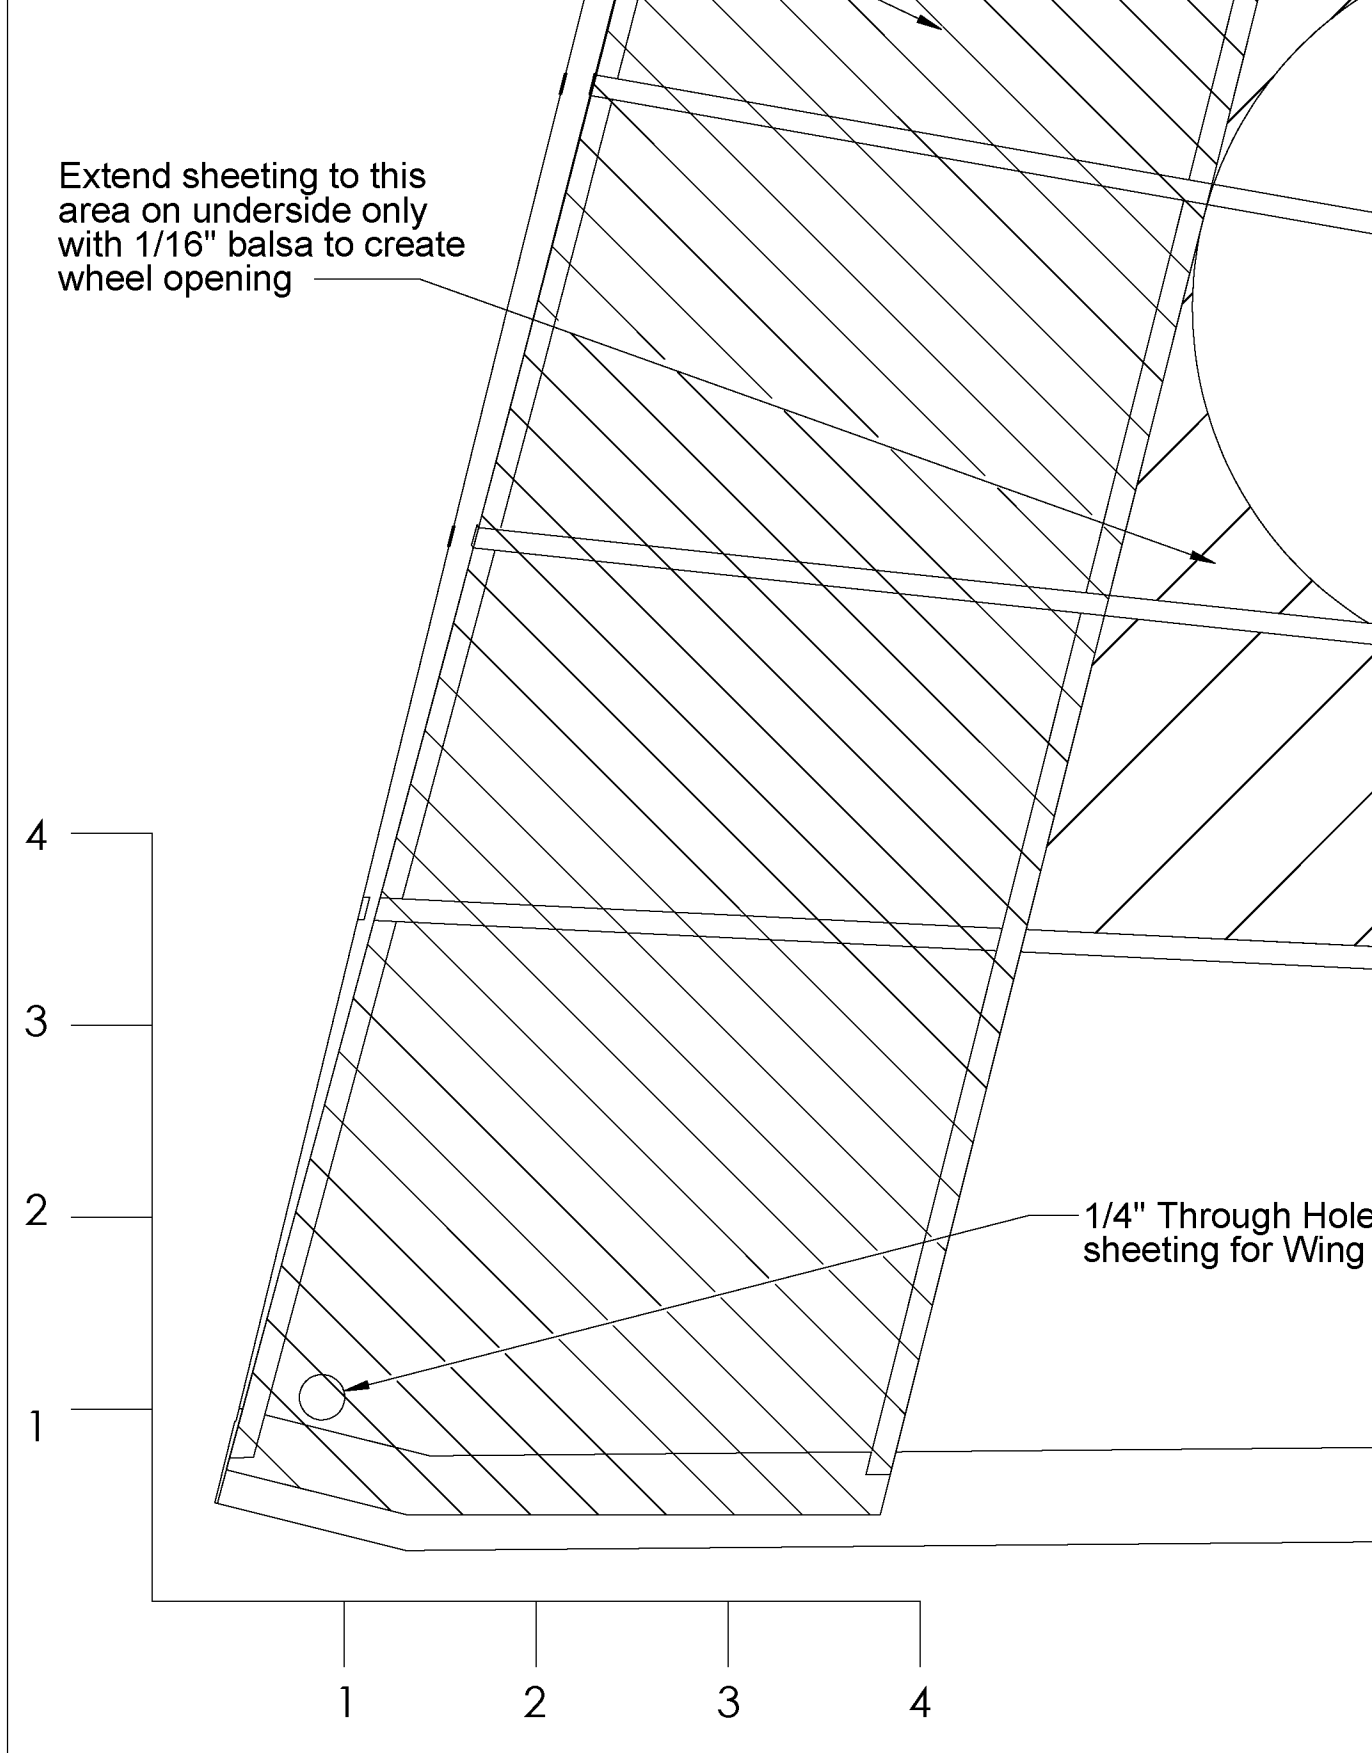 Extend sheeting to this
area on underside only
with 1/16" balsa to create
wheel opening
4
3
2
1/4" Through Hole
sheeting for Wing
1
1 2 3 4